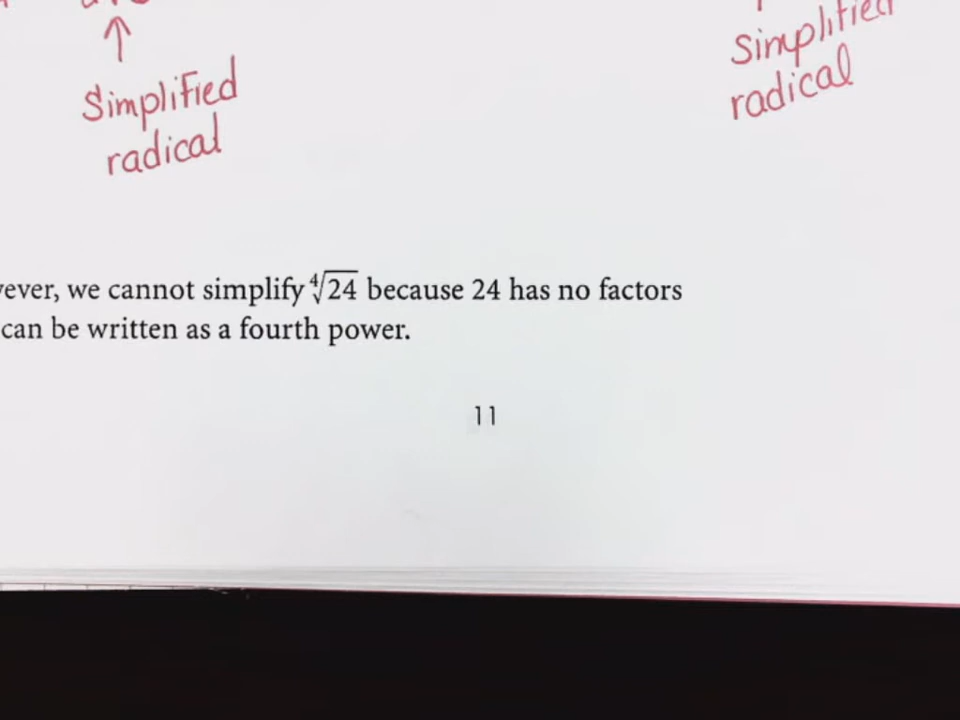 Simplified
radical
Simplified
radical
we cannot simplify ∜24 because 24 has no factors
can be written as a fourth power.
11